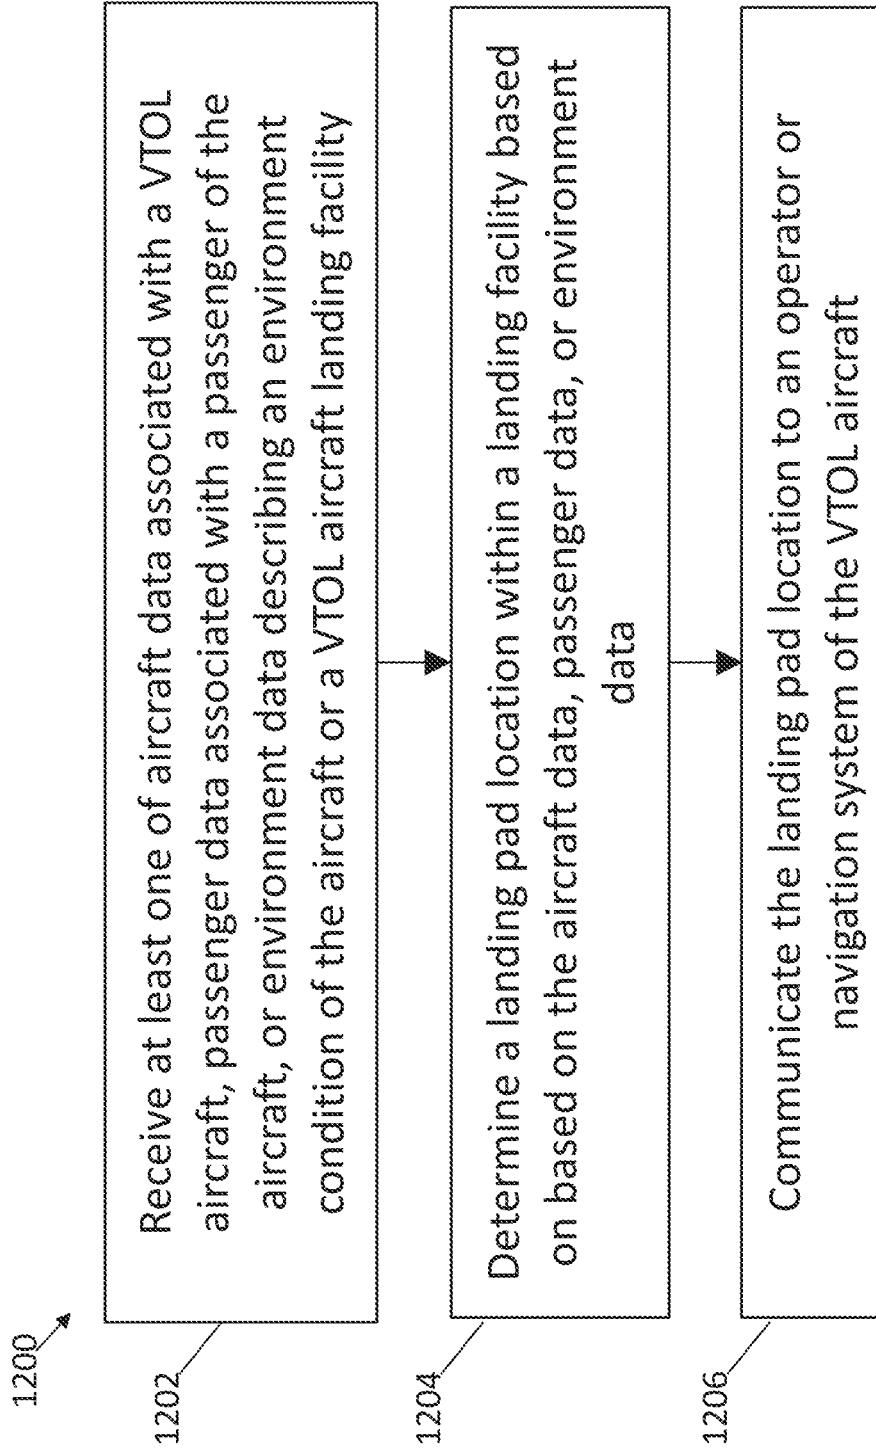 1200
1202
Receive at least one of aircraft data associated with a VTOL
aircraft, passenger data associated with a passenger of the
aircraft, or environment data describing an environment
condition of the aircraft or a VTOL aircraft landing facility
1204
Determine a landing pad location within a landing facility based
on based on the aircraft data, passenger data, or environment
data
1206
Communicate the landing pad location to an operator or
navigation system of the VTOL aircraft